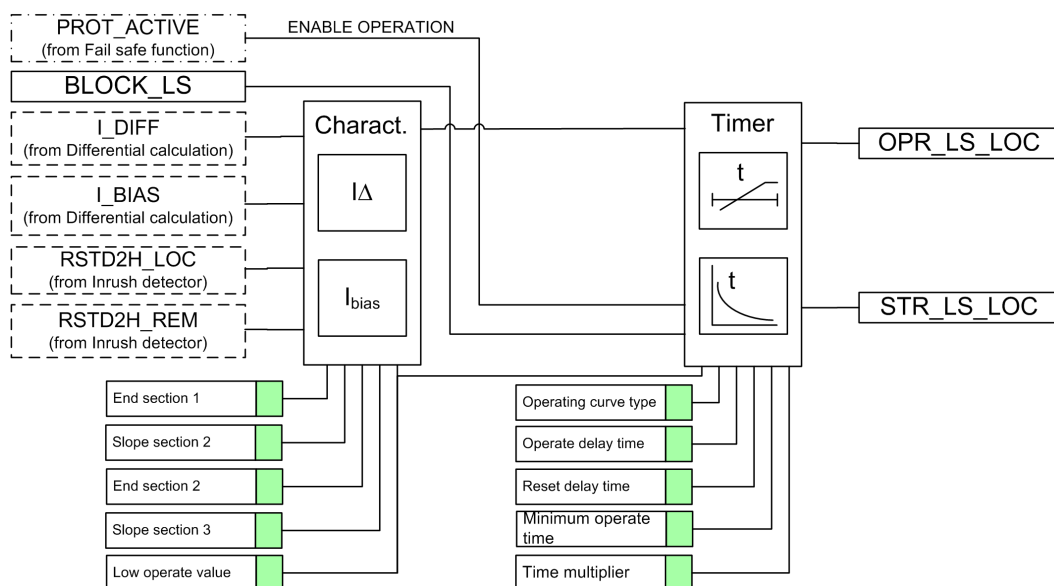 PROT_ACTIVE
(from Fail safe function)
ENABLE OPERATION
BLOCK_LS
I_DIFF
(from Differential calculation)
I_BIAS
(from Differential calculation)
RSTD2H_LOC
(from Inrush detector)
RSTD2H_REM
(from Inrush detector)
Charact.
I∆
Ibias
Timer
t
t
OPR_LS_LOC
STR_LS_LOC
End section 1
Slope section 2
End section 2
Slope section 3
Low operate value
Operating curve type
Operate delay time
Reset delay time
Minimum operate
time
Time multiplier